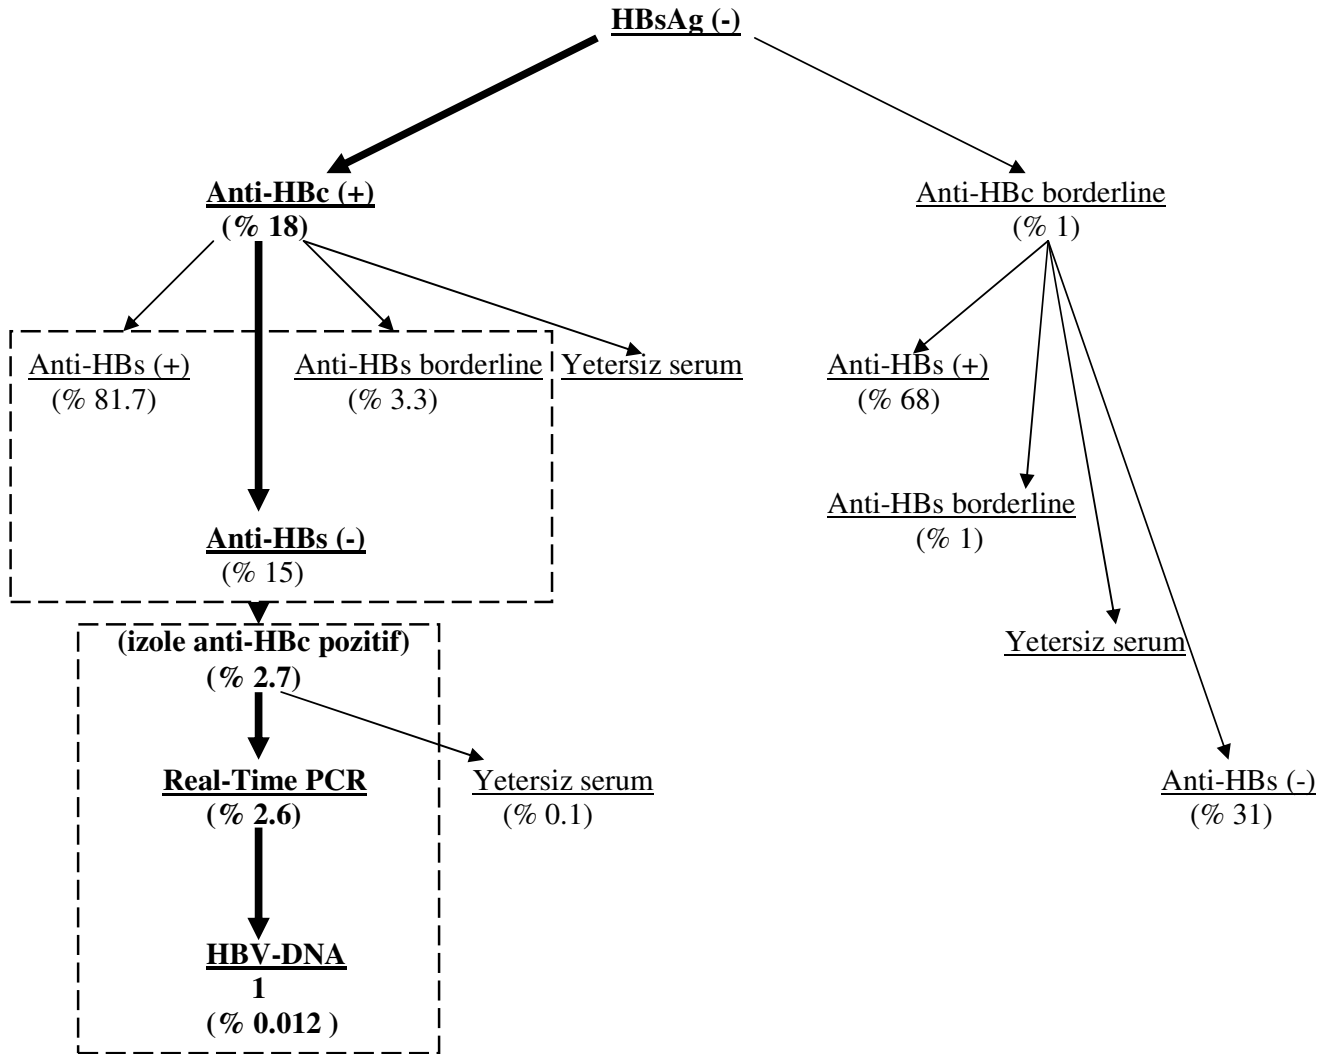 HBsAg (-)
Anti-HBc (+)
(% 18)
Anti-HBc borderline
(% 1)
Anti-HBs (+)
(% 81.7)
Anti-HBs borderline
(% 3.3)
Yetersiz serum
Anti-HBs (+)
(% 68)
Anti-HBs borderline
(% 1)
Anti-HBs (-)
(% 15)
(izole anti-HBc pozitif)
(% 2.7)
Yetersiz serum
Real-Time PCR
(% 2.6)
Yetersiz serum
(% 0.1)
Anti-HBs (-)
(% 31)
HBV-DNA
1
(% 0.012 )